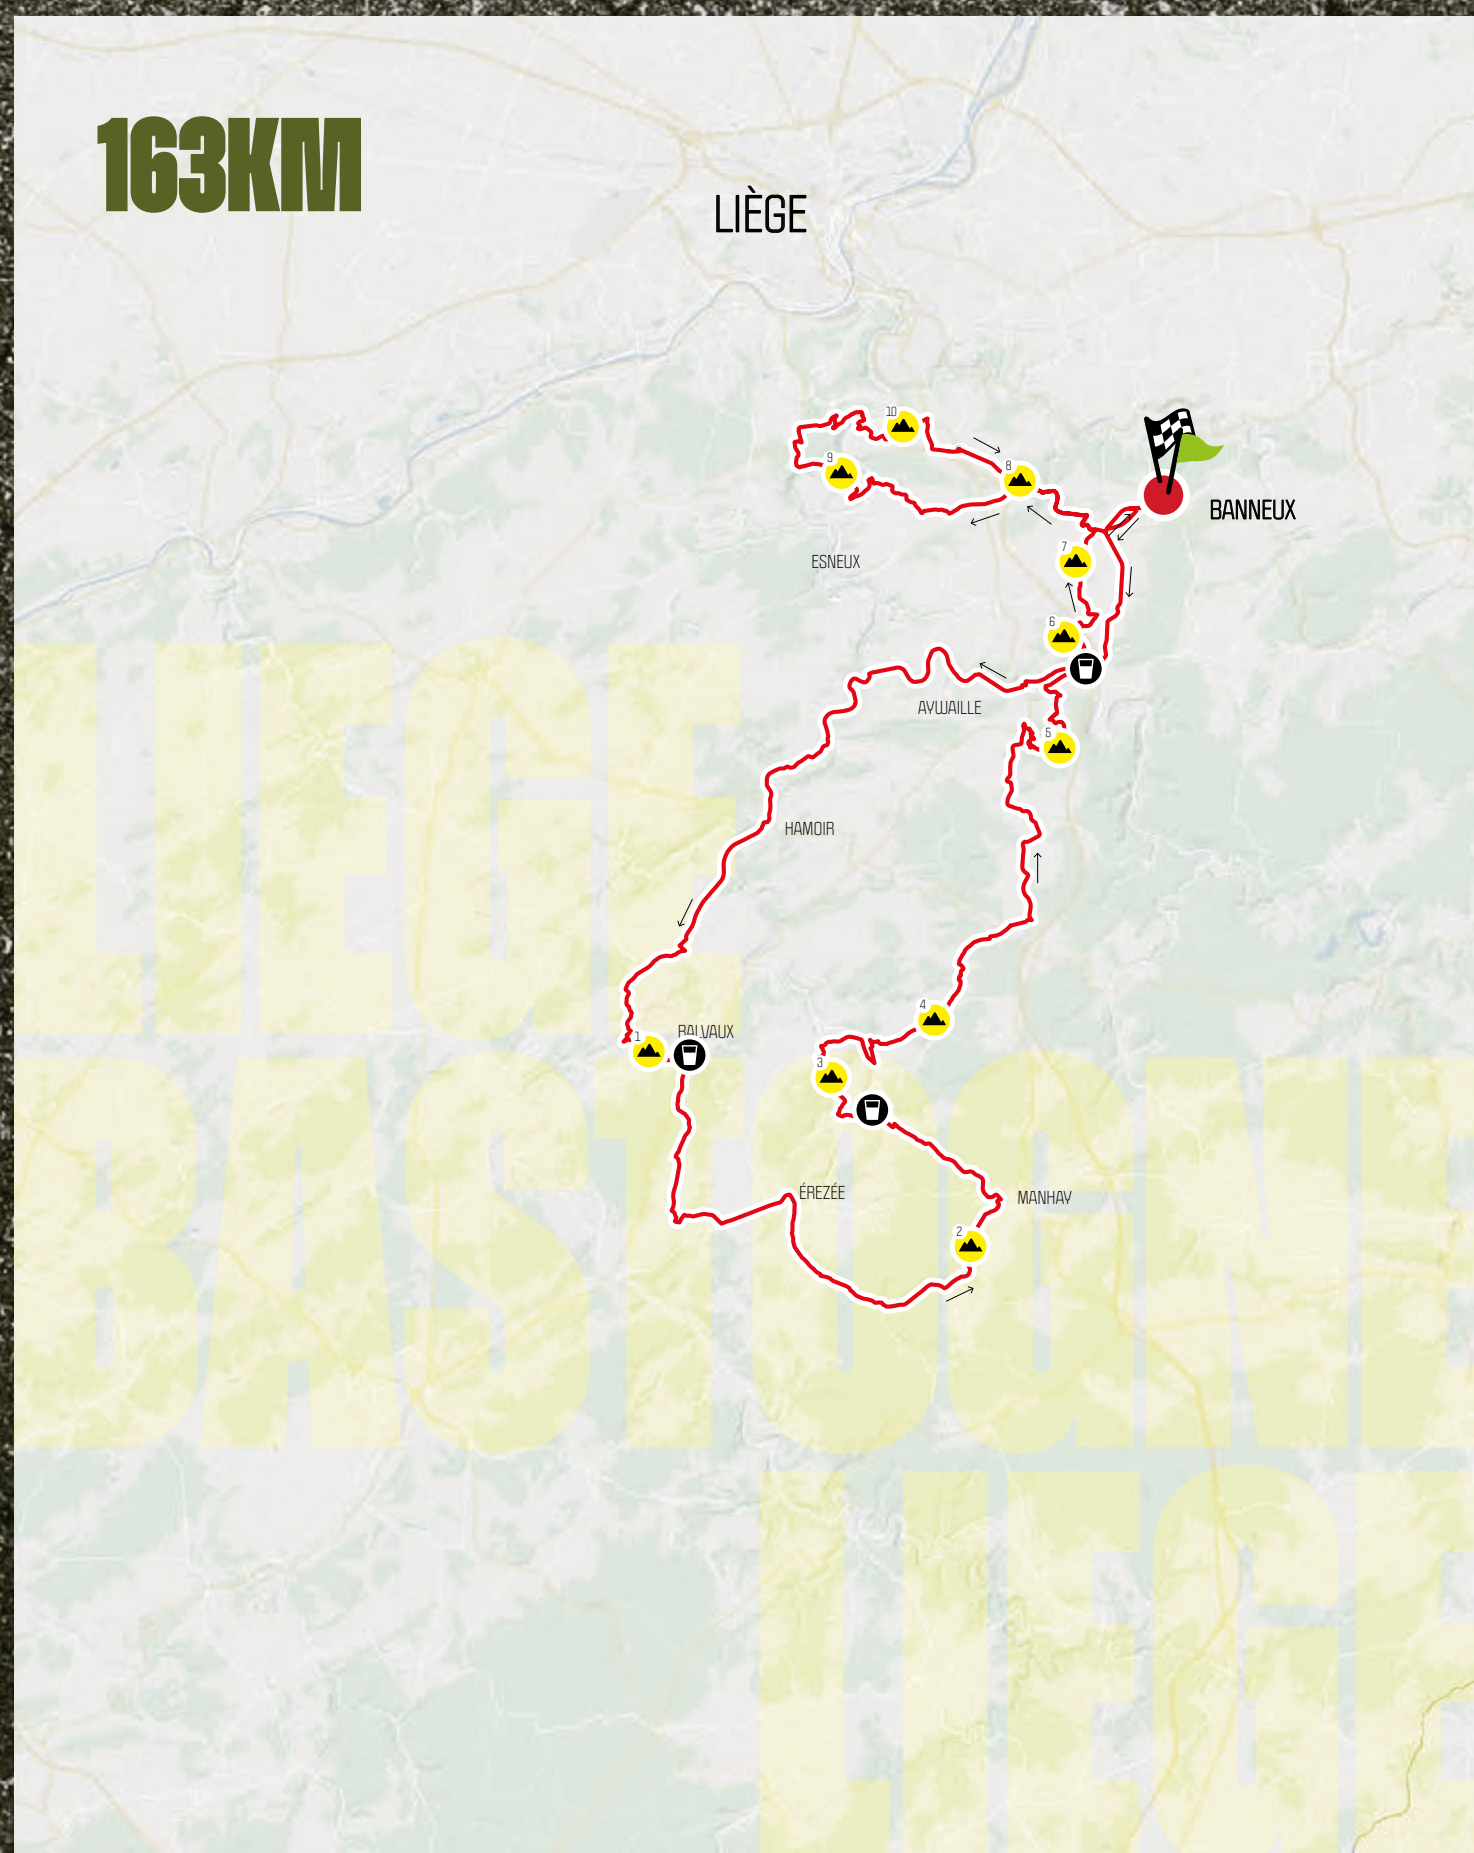 163KM
LIÈGE
10
9
8
BANNEUX
7
ESNEUX
6
AYWAILLE
5
HAMOIR
4
1
BALVAUX
3
ÉREZÉE
MANHAY
2
LIEGE
BASTOGNE
LIEGE